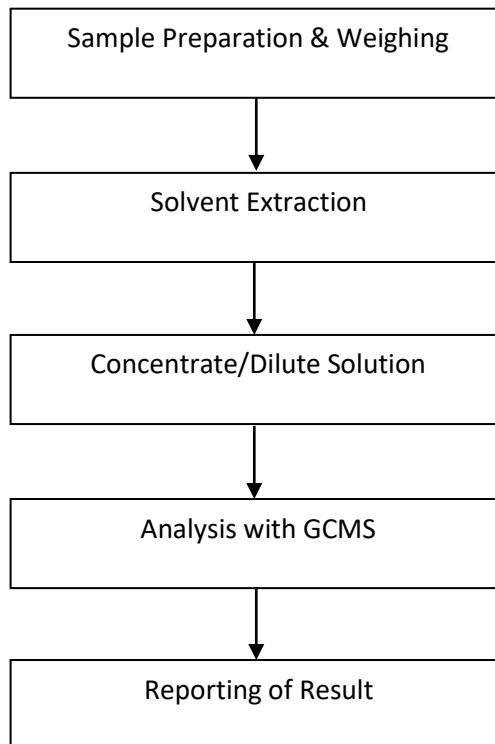 Sample Preparation & Weighing
Solvent Extraction
Concentrate/Dilute Solution
Analysis with GCMS
Reporting of Result